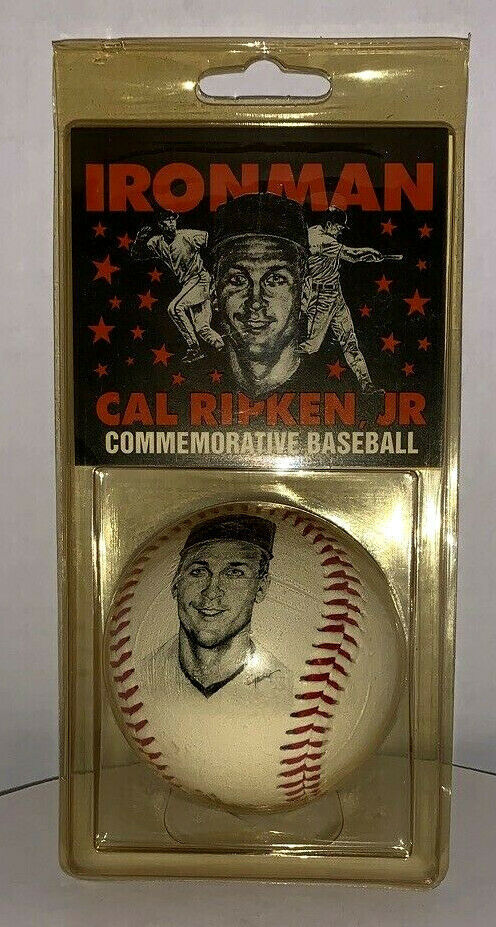 IRONMAN
CAL RIPKEN, JR
COMMEMORATIVE BASEBALL